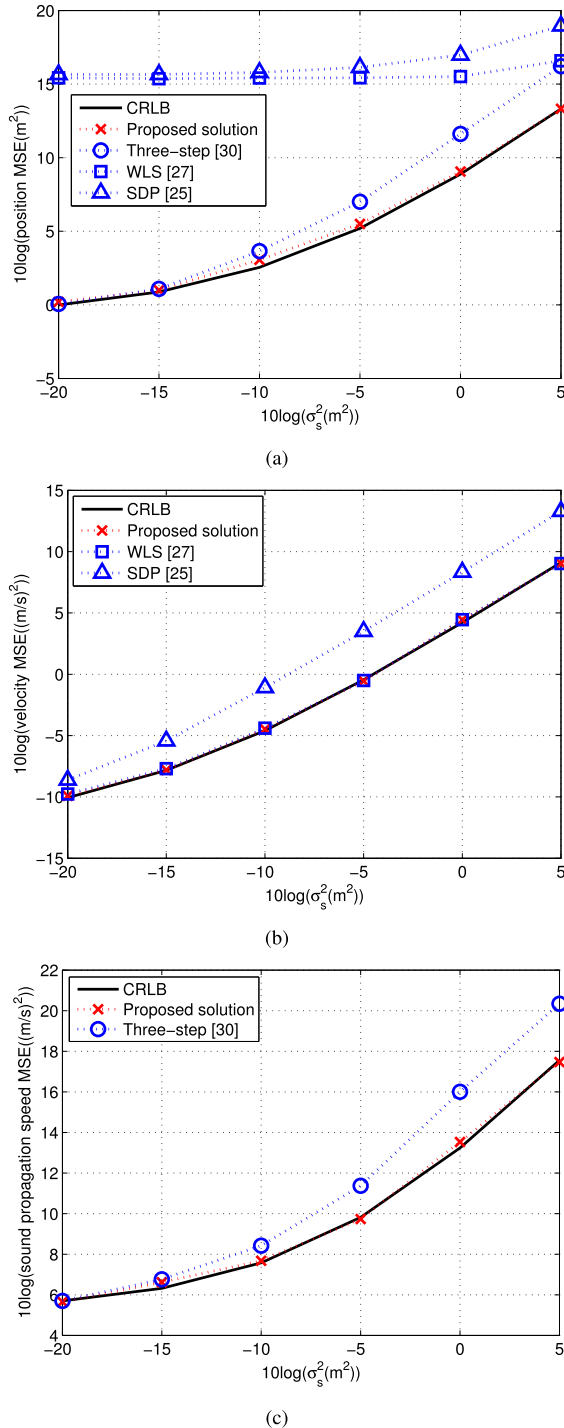 20
15
10
5
0
−5
10log(position MSE(m²))
CRLB
Proposed solution
Three−step [30]
WLS [27]
SDP [25]
−20 −15 −10 −5 0 5
10log(σₛ²(m²))
(a)
15
10
5
0
−5
−10
−15
10log(velocity MSE((m/s)²))
CRLB
Proposed solution
WLS [27]
SDP [25]
−20 −15 −10 −5 0 5
10log(σₛ²(m²))
(b)
22
20
18
16
14
12
10
8
6
4
10log(sound propagation speed MSE((m/s)²))
CRLB
Proposed solution
Three−step [30]
−20 −15 −10 −5 0 5
10log(σₛ²(m²))
(c)